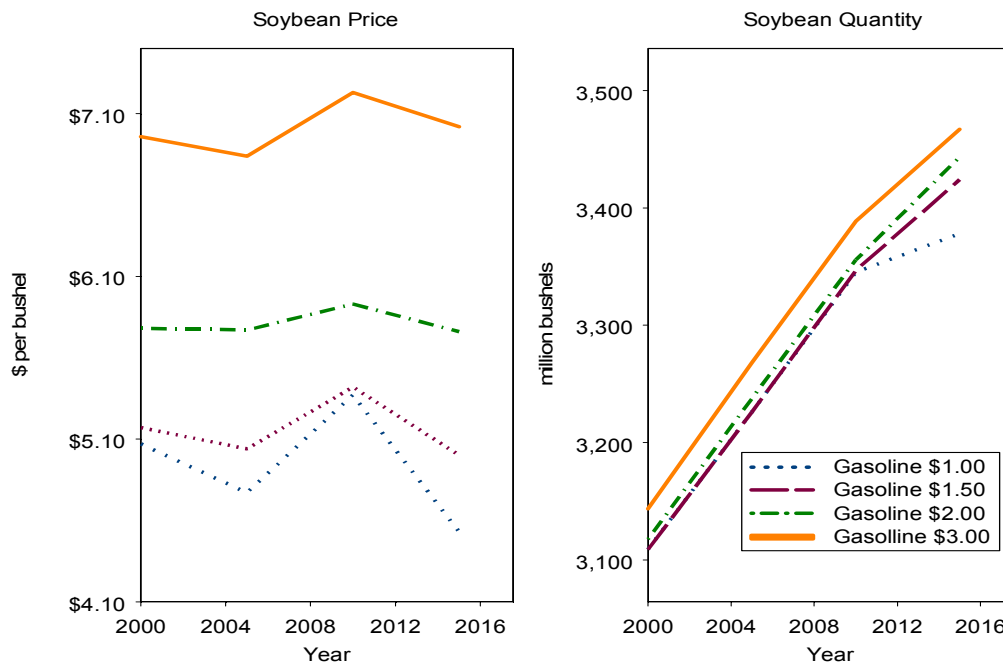 Soybean Price
$ per bushel
$7.10
$6.10
$5.10
$4.10
2000 2004 2008 2012 2016
Year
Soybean Quantity
million bushels
3,500
3,400
3,300
3,200
3,100
Gasoline $1.00
Gasoline $1.50
Gasoline $2.00
Gasolline $3.00
2000 2004 2008 2012 2016
Year